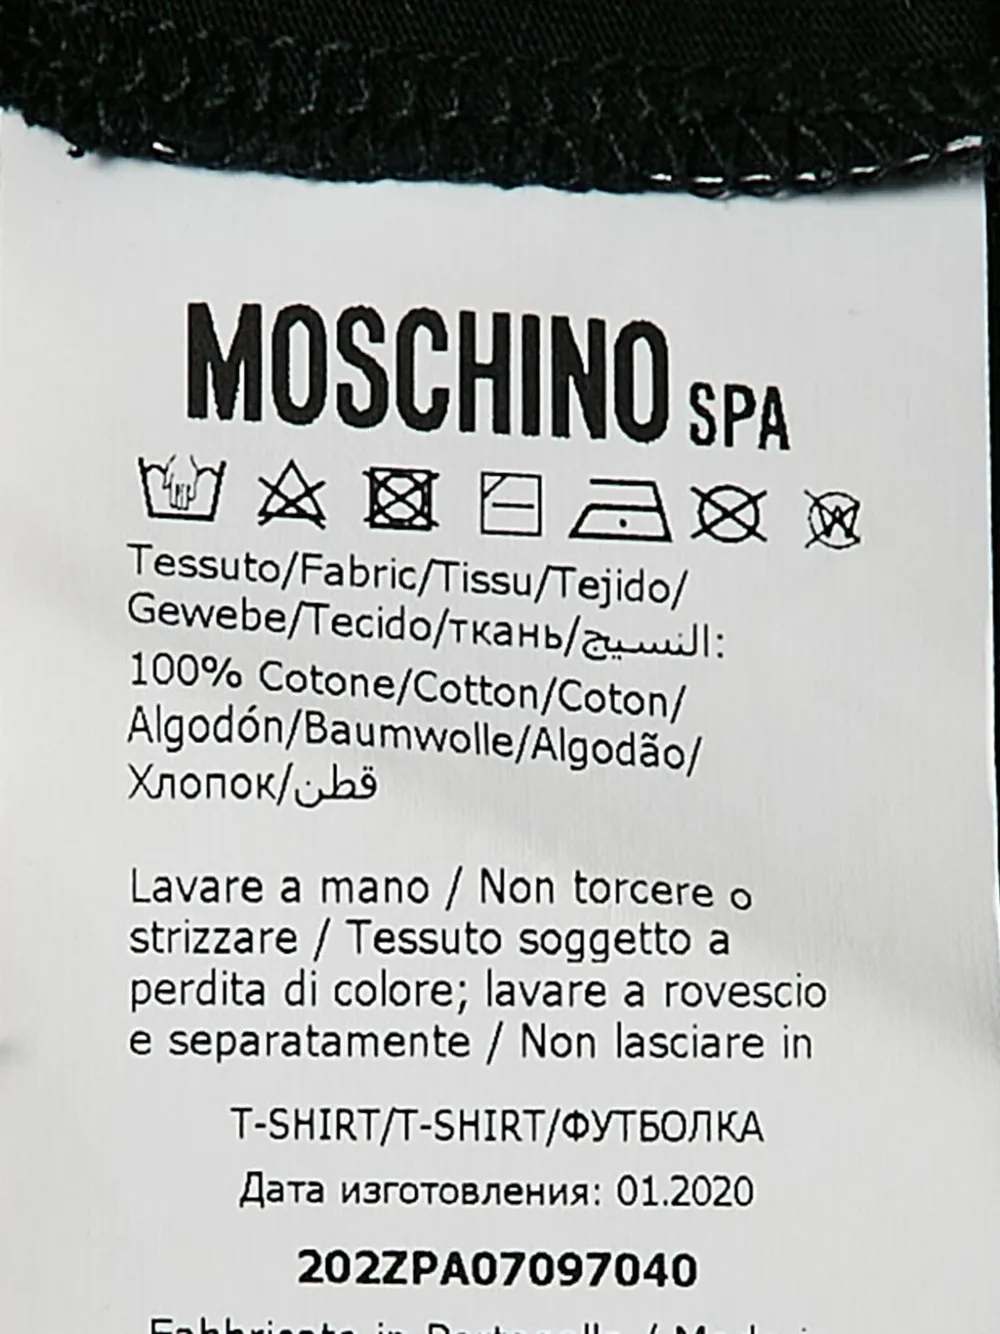 MOSCHINO SPA
Tessuto/Fabric/Tissu/Tejido/
Gewebe/Tecido/ткань/النسيج:
100% Cotone/Cotton/Coton/
Algodón/Baumwolle/Algodão/
Хлопок/قطن
Lavare a mano / Non torcere o
strizzare / Tessuto soggetto a
perdita di colore; lavare a rovescio
e separatamente / Non lasciare in
T-SHIRT/T-SHIRT/ФУТБОЛКА
Дата изготовления: 01.2020
202ZPA07097040
Fabbricato in